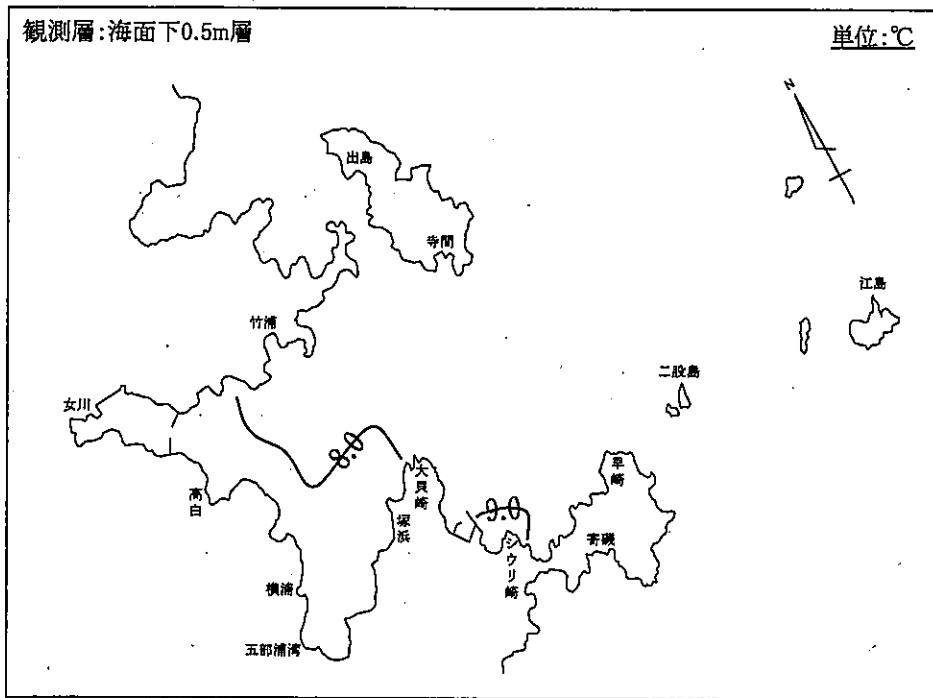 観測層:海面下0.5m層
単位:℃
N
出島
寺間
江島
竹浦
二股島
女川
8.0
大貝崎
早崎
高白
塚浜
9.0
寄磯
シウリ崎
横浦
五部浦湾